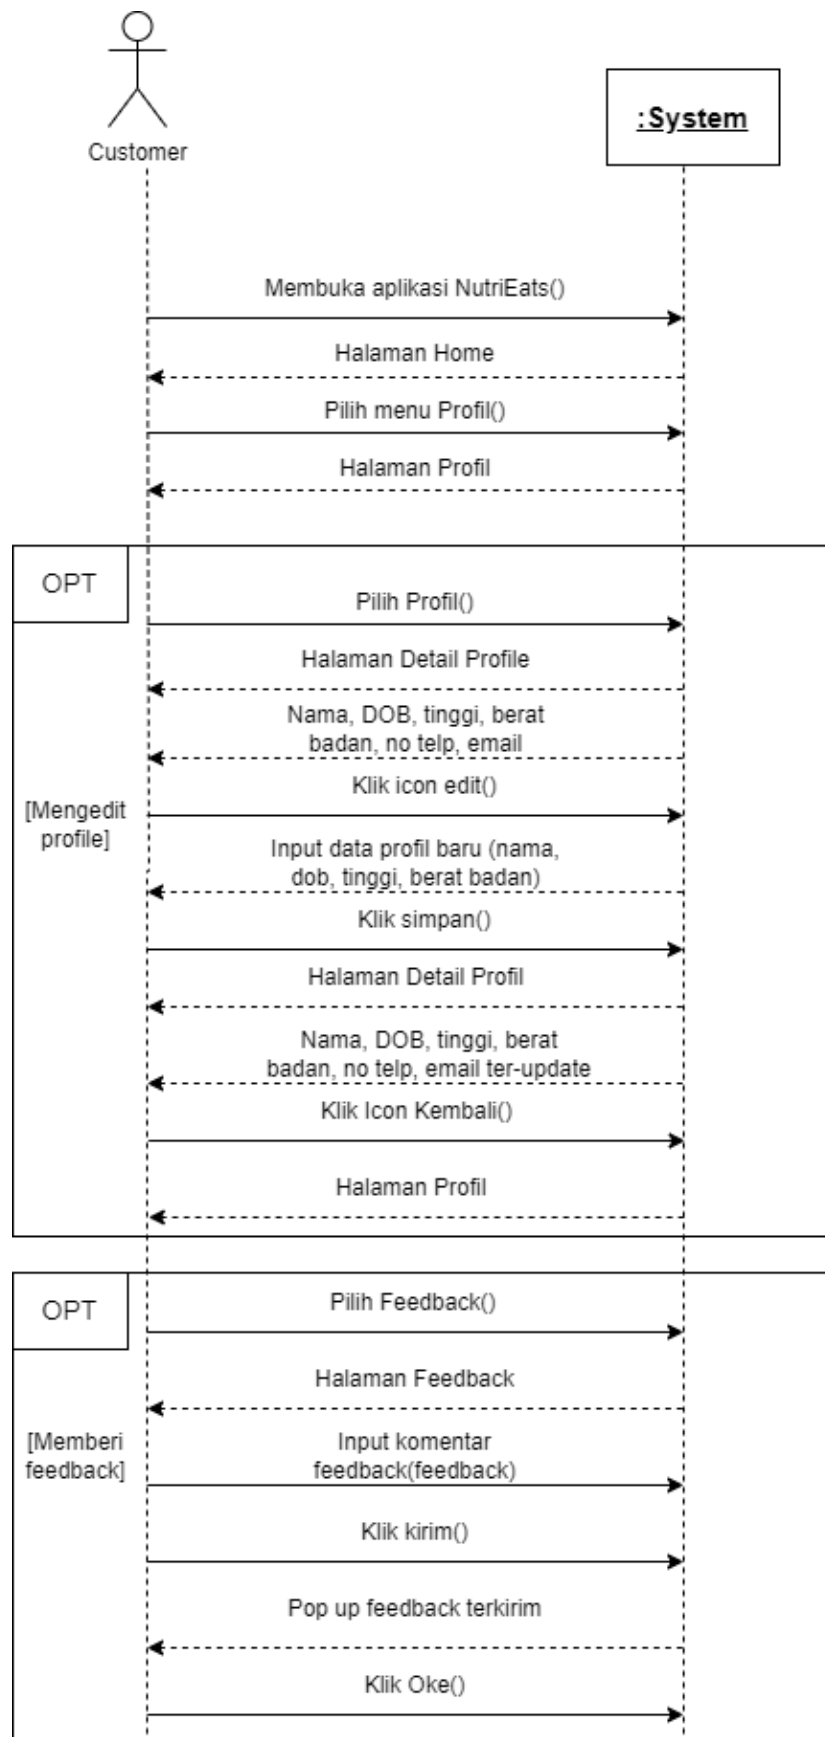 Customer
:System
Membuka aplikasi NutriEats()
Halaman Home
Pilih menu Profil()
Halaman Profil
OPT
Pilih Profil()
Halaman Detail Profile
Nama, DOB, tinggi, berat
badan, no telp, email
Klik icon edit()
[Mengedit
profile]
Input data profil baru (nama,
dob, tinggi, berat badan)
Klik simpan()
Halaman Detail Profil
Nama, DOB, tinggi, berat
badan, no telp, email ter-update
Klik Icon Kembali()
Halaman Profil
OPT
Pilih Feedback()
Halaman Feedback
[Memberi
feedback]
Input komentar
feedback(feedback)
Klik kirim()
Pop up feedback terkirim
Klik Oke()